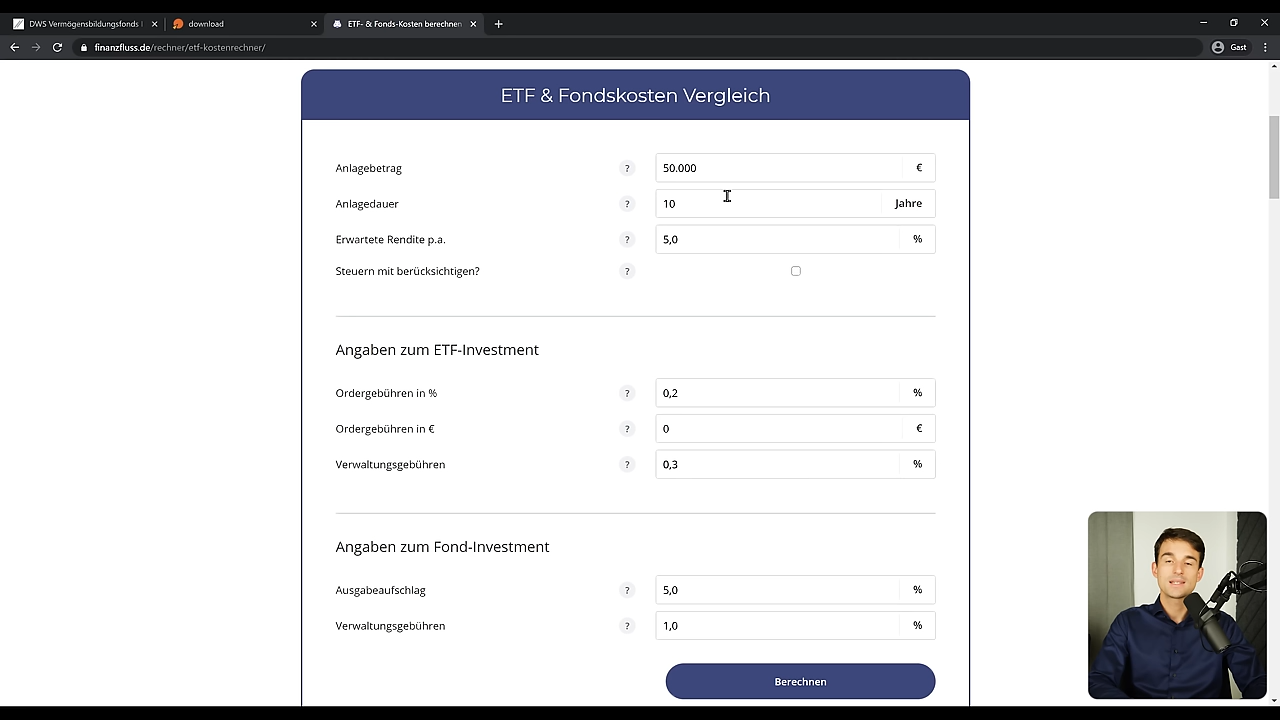 DWS Vermögensbildungsfonds
download
ETF- & Fonds-Kosten berechnen
finanzfluss.de/rechner/etf-kostenrechner/
Gast
ETF & Fondskosten Vergleich
Anlagebetrag ? 50.000 €
Anlagedauer ? 10 Jahre
Erwartete Rendite p.a. ? 5,0 %
Steuern mit berücksichtigen? ?
Angaben zum ETF-Investment
Ordergebühren in % ? 0,2 %
Ordergebühren in € ? 0 €
Verwaltungsgebühren ? 0,3 %
Angaben zum Fond-Investment
Ausgabeaufschlag ? 5,0 %
Verwaltungsgebühren ? 1,0 %
Berechnen